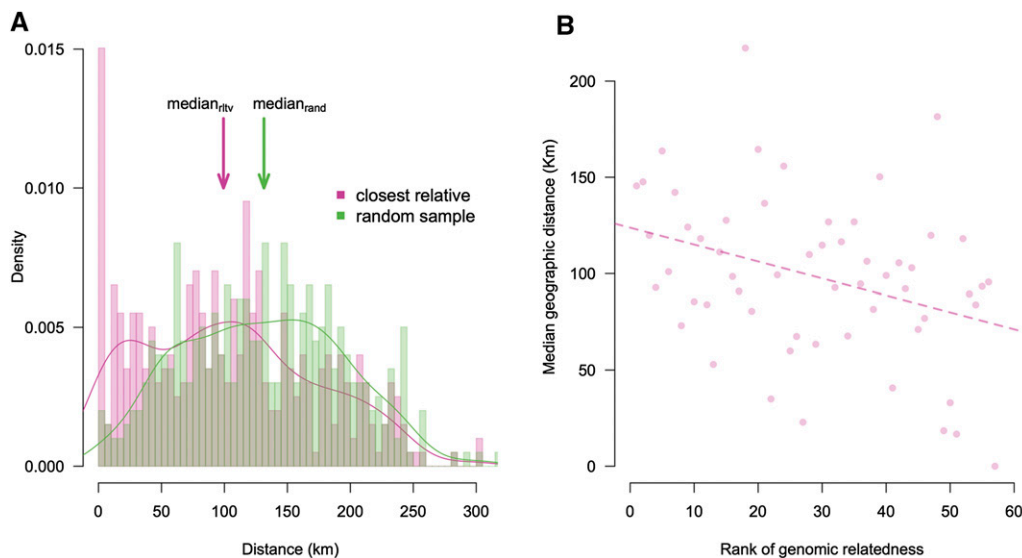 A
0.015
0.010
0.005
0.000
Density
median_rltv
median_rand
closest relative
random sample
0 50 100 150 200 250 300
Distance (km)
B
200
150
100
50
0
Median geographic distance (Km)
0 10 20 30 40 50 60
Rank of genomic relatedness